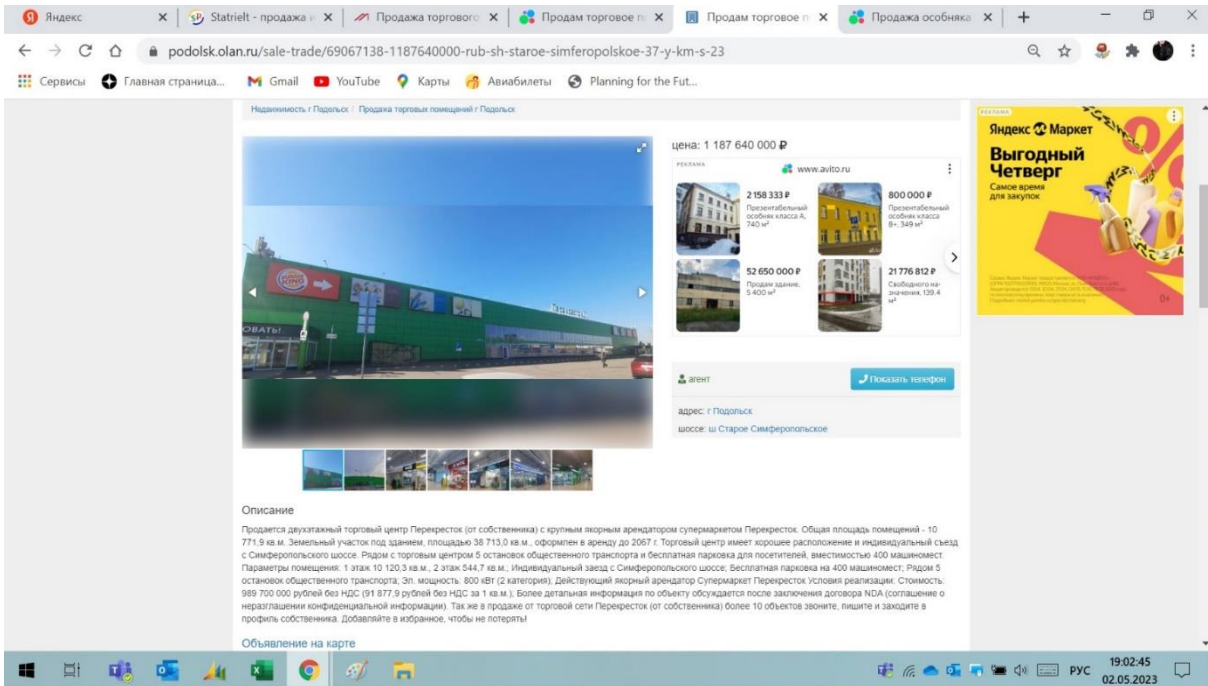 Яндекс
Statrielt - продажа и
Продажа торгового
Продам торговое п
Продам торговое п
Продажа особняка
podolsk.olan.ru/sale-trade/69067138-1187640000-rub-sh-staroe-simferopolskoe-37-y-km-s-23
Сервисы
Главная страница...
Gmail
YouTube
Карты
Авиабилеты
Planning for the Fut...
Недвижимость г Подольск / Продажа торговых помещений г Подольск
BURGER KING
ОВАТЬ!
цена: 1 187 640 000 ₽
РЕКЛАМА
www.avito.ru
2 158 333 ₽
Презентабельный
особняк класса А,
740 м²
800 000 ₽
Презентабельный
особняк класса
В+, 349 м²
52 650 000 ₽
Продам здание,
5 400 м²
21 776 812 ₽
Свободного на-
значения, 139.4
м²
агент
Показать телефон
адрес: г Подольск
шоссе: ш Старое Симферопольское
РЕКЛАМА
Яндекс Маркет
Выгодный
Четверг
Самое время
для закупок
0+
Описание
Продается двухэтажный торговый центр Перекресток (от собственника) с крупным якорным арендатором супермаркетом Перекресток. Общая площадь помещений - 10
771,9 кв.м. Земельный участок под зданием, площадью 38 713,0 кв.м., оформлен в аренду до 2067 г. Торговый центр имеет хорошее расположение и индивидуальный съезд
с Симферопольского шоссе. Рядом с торговым центром 5 остановок общественного транспорта и бесплатная парковка для посетителей, вместимостью 400 машиномест.
Параметры помещения: 1 этаж 10 120,3 кв.м., 2 этаж 544,7 кв.м.; Индивидуальный заезд с Симферопольского шоссе; Бесплатная парковка на 400 машиномест; Рядом 5
остановок общественного транспорта; Эл. мощность: 800 кВт (2 категория); Действующий якорный арендатор Супермаркет Перекресток Условия реализации: Стоимость:
989 700 000 рублей без НДС (91 877,9 рублей без НДС за 1 кв.м.); Более детальная информация по объекту обсуждается после заключения договора NDA (соглашение о
неразглашении конфиденциальной информации). Так же в продаже от торговой сети Перекресток (от собственника) более 10 объектов звоните, пишите и заходите в
профиль собственника. Добавляйте в избранное, чтобы не потерять!
Объявление на карте
РУС
19:02:45
02.05.2023